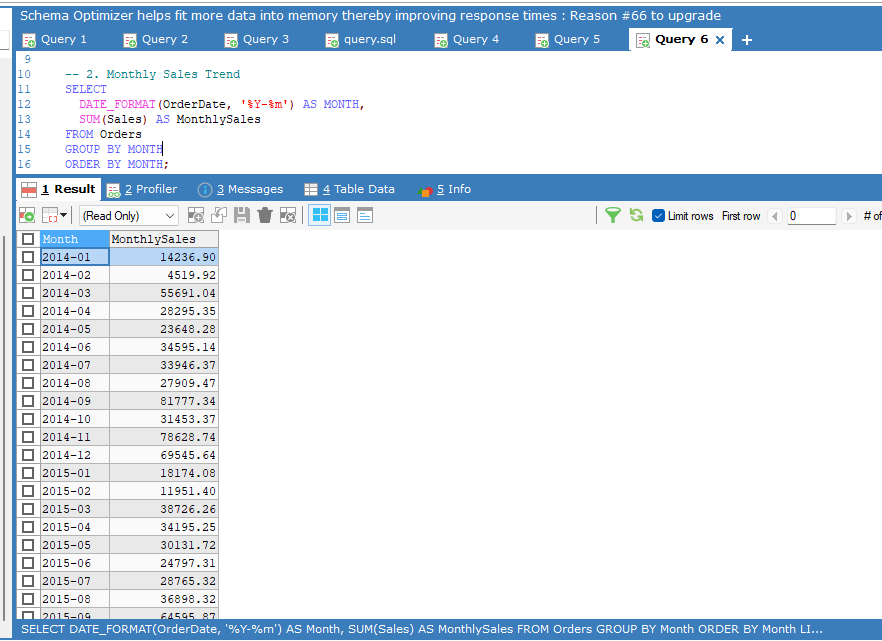 Schema Optimizer helps fit more data into memory thereby improving response times : Reason #66 to upgrade
Query 1 Query 2 Query 3 query.sql Query 4 Query 5 Query 6
9
10 -- 2. Monthly Sales Trend
11 SELECT
12 DATE_FORMAT(OrderDate, '%Y-%m') AS MONTH,
13 SUM(Sales) AS MonthlySales
14 FROM Orders
15 GROUP BY MONTH
16 ORDER BY MONTH;
1 Result 2 Profiler 3 Messages 4 Table Data 5 Info
(Read Only) Limit rows First row 0 # of
Month MonthlySales
2014-01 14236.90
2014-02 4519.92
2014-03 55691.04
2014-04 28295.35
2014-05 23648.28
2014-06 34595.14
2014-07 33946.37
2014-08 27909.47
2014-09 81777.34
2014-10 31453.37
2014-11 78628.74
2014-12 69545.64
2015-01 18174.08
2015-02 11951.40
2015-03 38726.26
2015-04 34195.25
2015-05 30131.72
2015-06 24797.31
2015-07 28765.32
2015-08 36898.32
2015-09 64595.87
SELECT DATE_FORMAT(OrderDate, '%Y-%m') AS Month, SUM(Sales) AS MonthlySales FROM Orders GROUP BY Month ORDER BY Month LI...